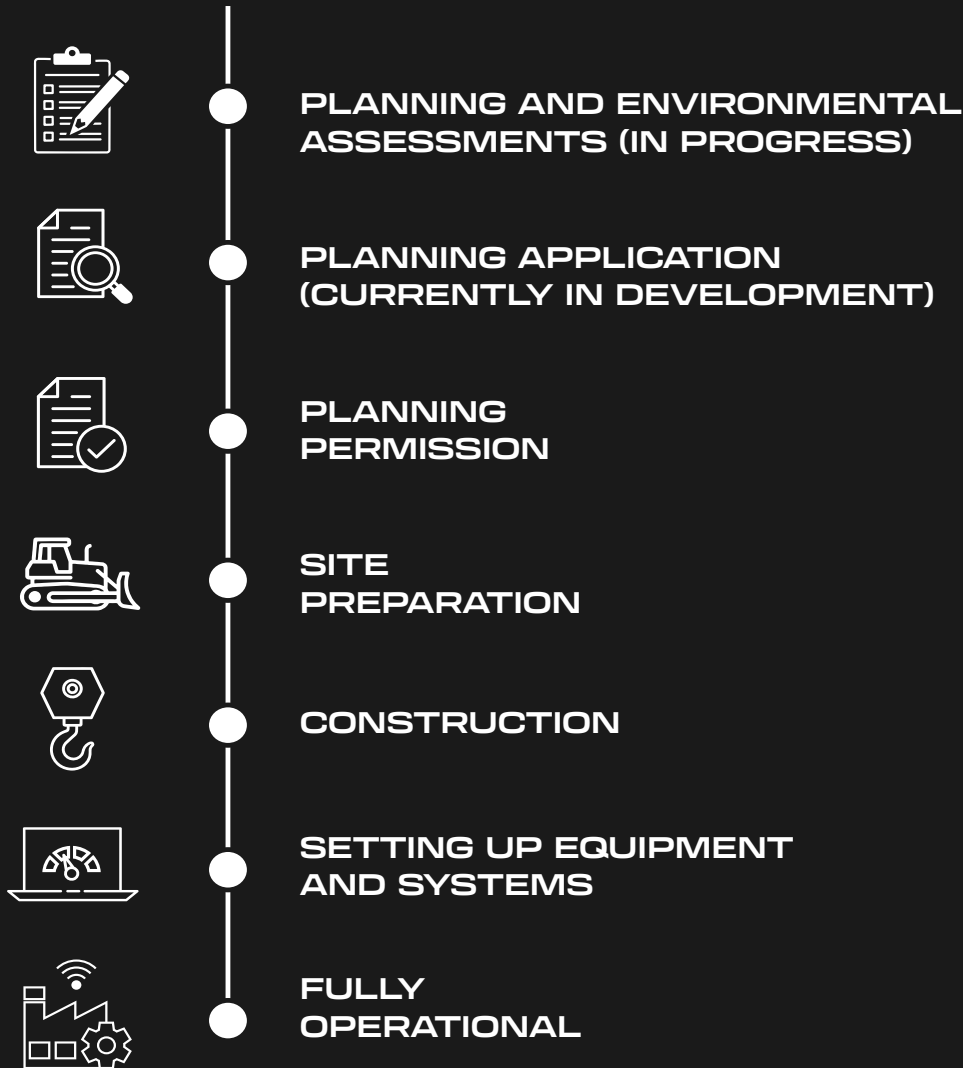 PLANNING AND ENVIRONMENTAL
ASSESSMENTS (IN PROGRESS)
PLANNING APPLICATION
(CURRENTLY IN DEVELOPMENT)
PLANNING
PERMISSION
SITE
PREPARATION
CONSTRUCTION
SETTING UP EQUIPMENT
AND SYSTEMS
FULLY
OPERATIONAL